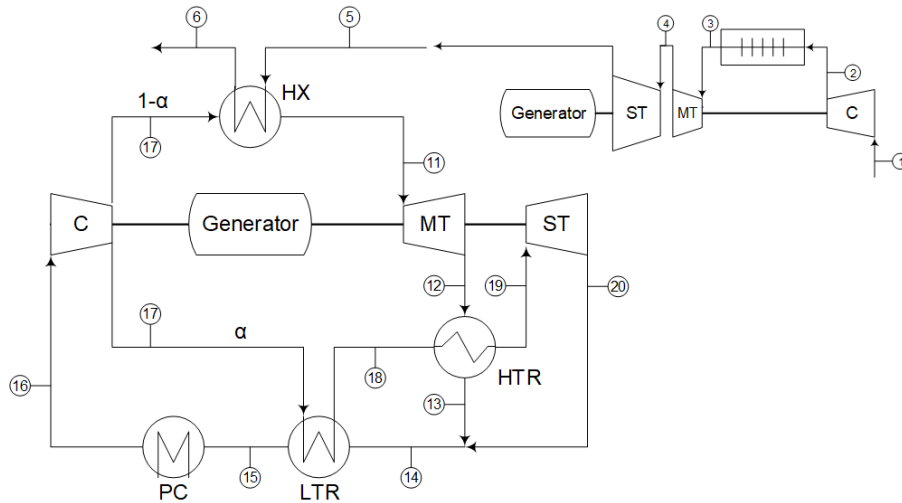 6
5
4
3
2
HX
ST
MT
Generator
C
1-α
17
11
1
C
Generator
MT
ST
12
19
20
17
α
18
HTR
16
13
15
14
PC
LTR